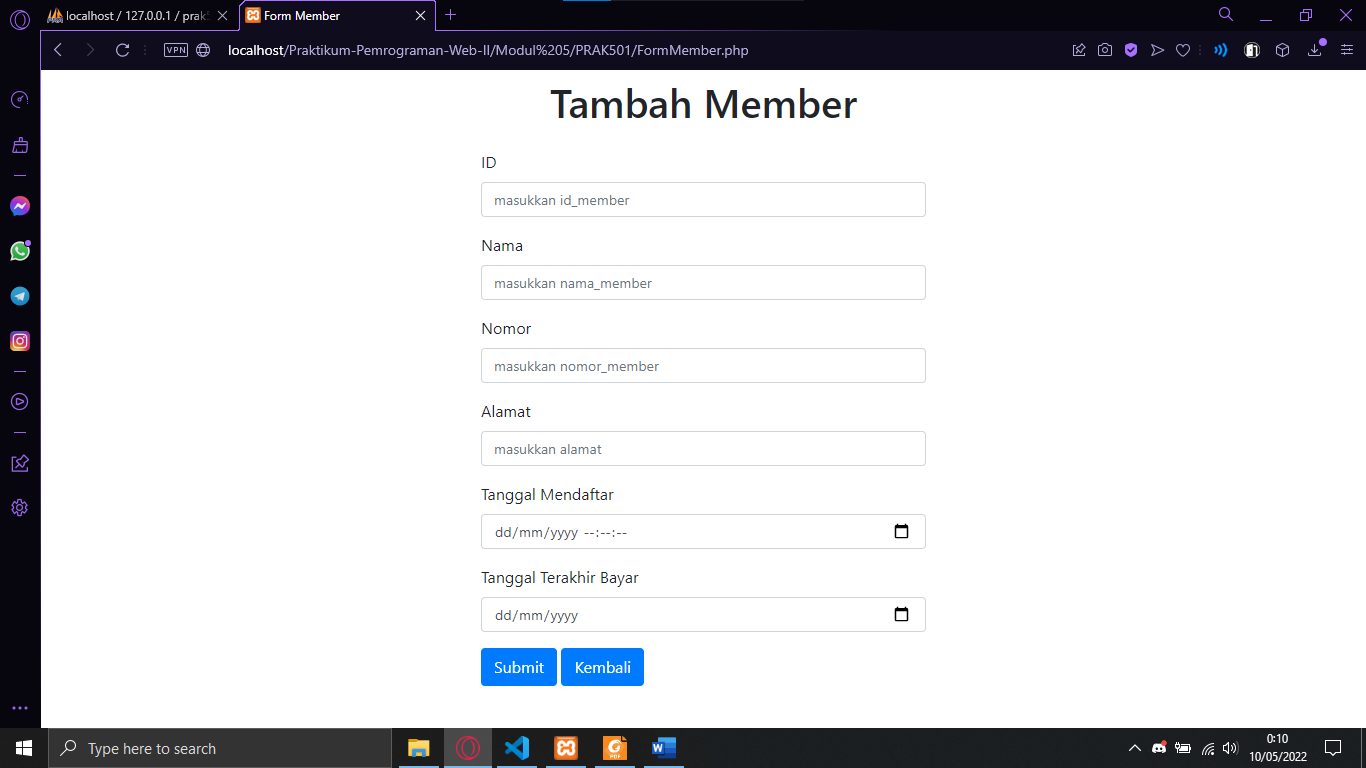 localhost / 127.0.0.1 / prak5
Form Member
VPN
localhost/Praktikum-Pemrograman-Web-II/Modul%205/PRAK501/FormMember.php
Tambah Member
ID
masukkan id_member
Nama
masukkan nama_member
Nomor
masukkan nomor_member
Alamat
masukkan alamat
Tanggal Mendaftar
dd/mm/yyyy --:--:--
Tanggal Terakhir Bayar
dd/mm/yyyy
Submit Kembali
Type here to search
0:10
10/05/2022